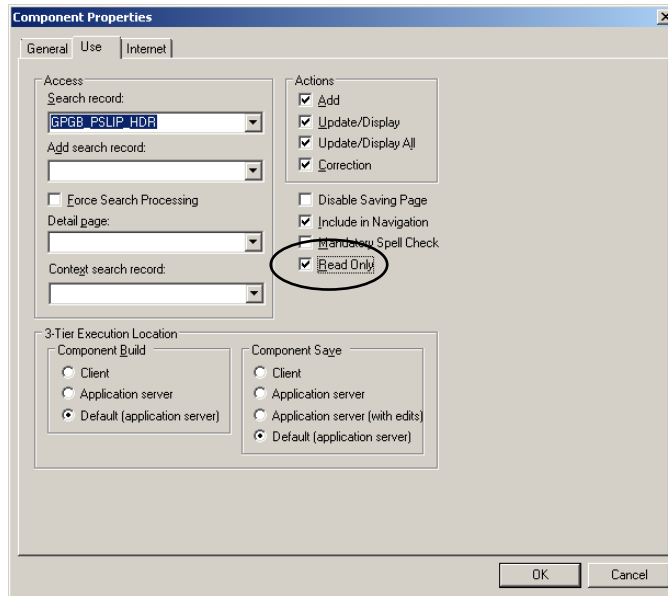 Component Properties
General Use Internet
Access
Search record:
GPGB_PSLIP_HDR
Add search record:
Force Search Processing
Detail page:
Context search record:
Actions
Add
Update/Display
Update/Display All
Correction
Disable Saving Page
Include in Navigation
Mandatory Spell Check
Read Only
3-Tier Execution Location
Component Build
Client
Application server
Default (application server)
Component Save
Client
Application server
Application server (with edits)
Default (application server)
OK Cancel